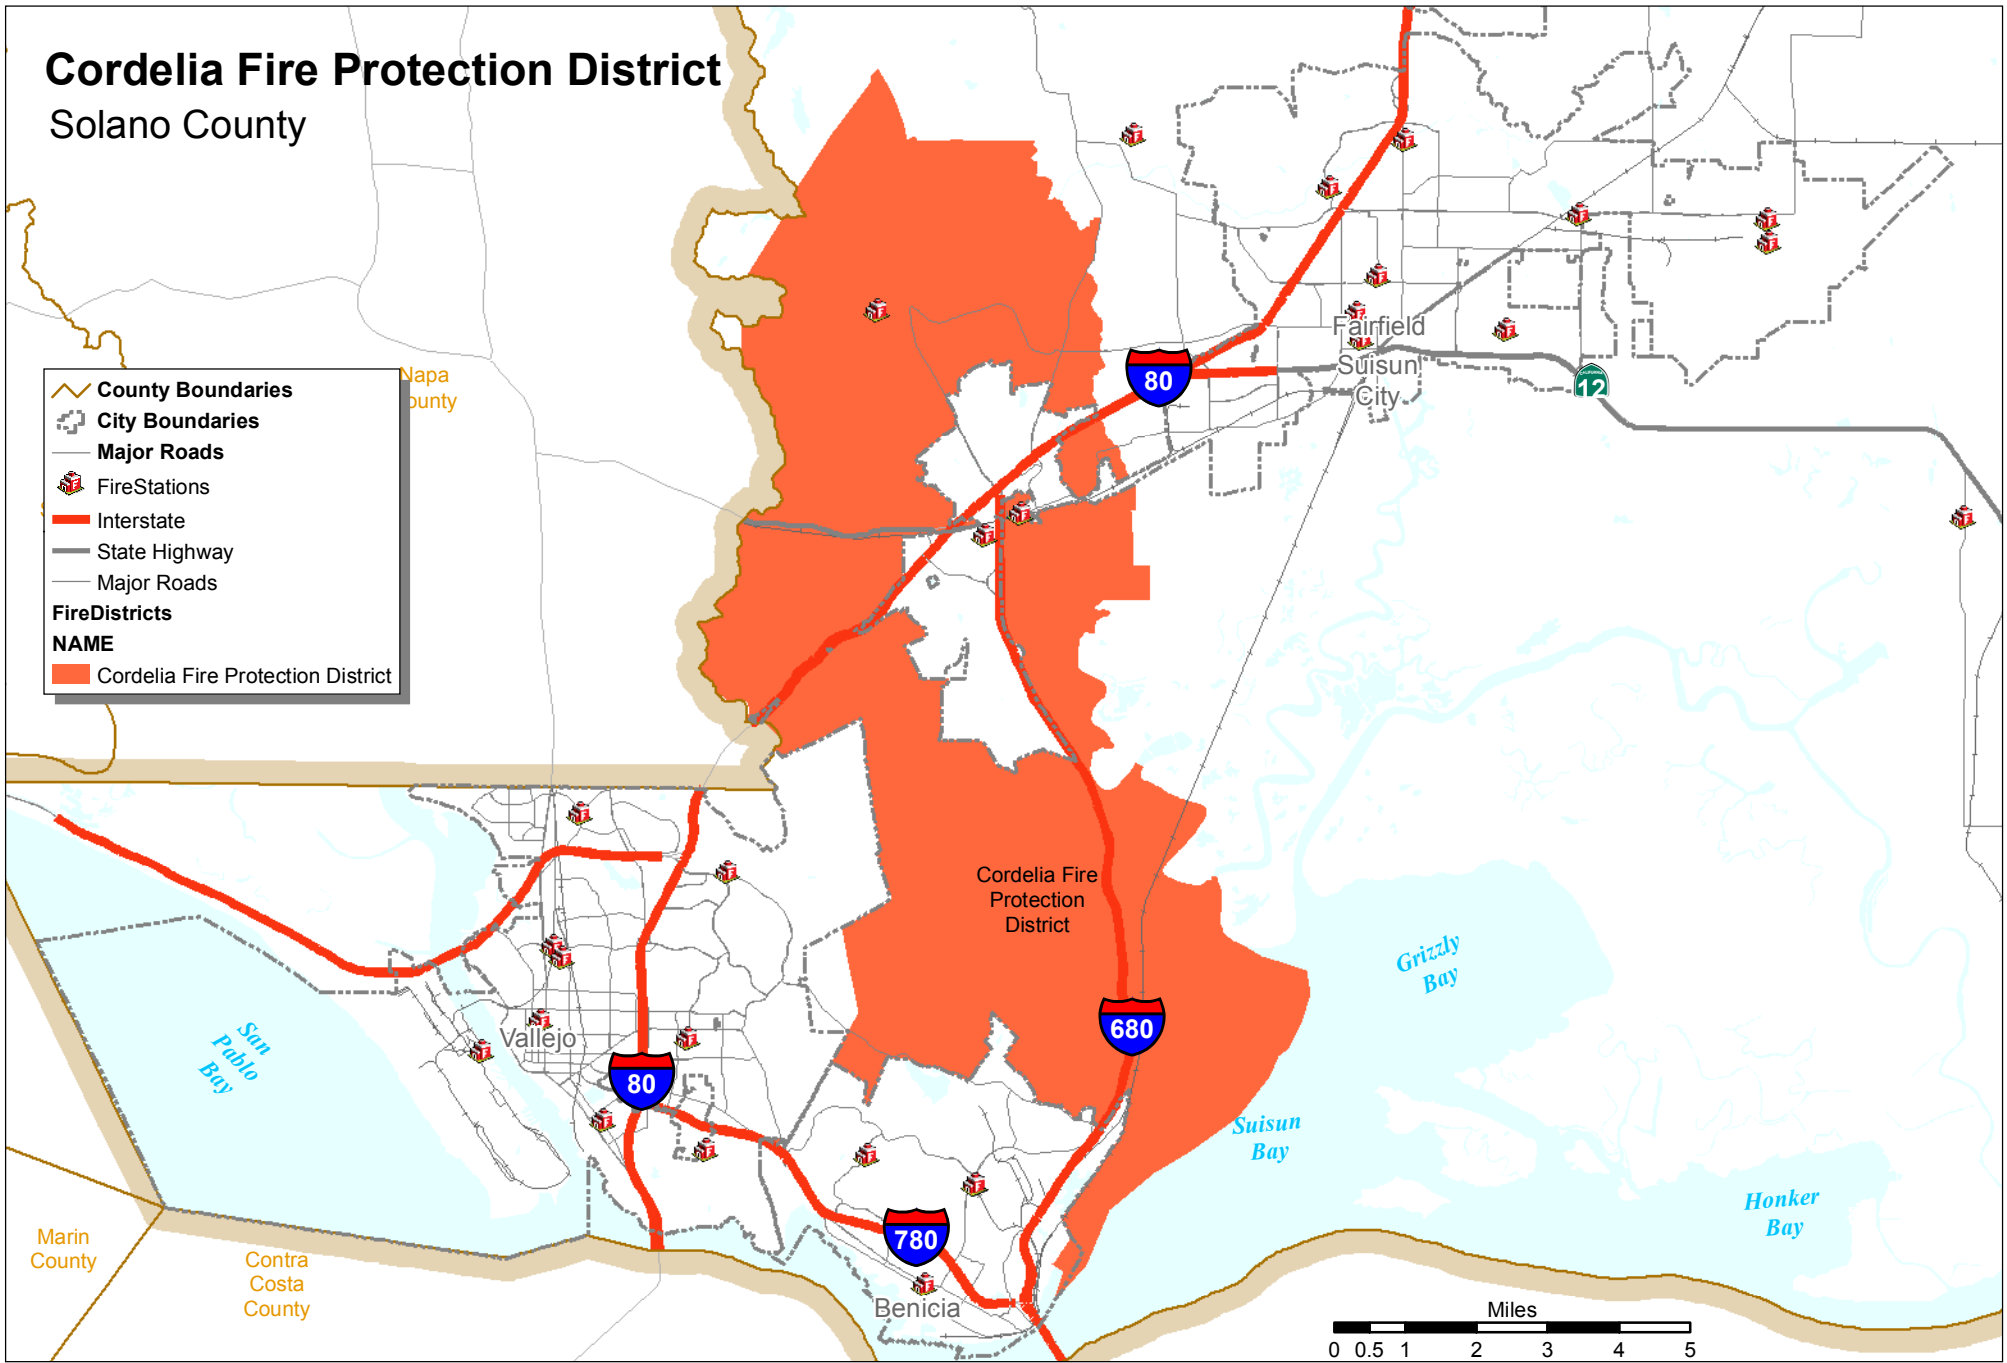 Cordelia Fire Protection District
Solano County
County Boundaries
City Boundaries
Major Roads
FireStations
Interstate
State Highway
Major Roads
FireDistricts
NAME
Cordelia Fire Protection District
Napa
ounty
80
Fairfield
Suisun
City
CALIFORNIA
12
Cordelia Fire
Protection
District
680
Grizzly
Bay
San
Pablo
Bay
Vallejo
80
Suisun
Bay
Honker
Bay
780
Benicia
Marin
County
Contra
Costa
County
Miles
0 0.5 1 2 3 4 5